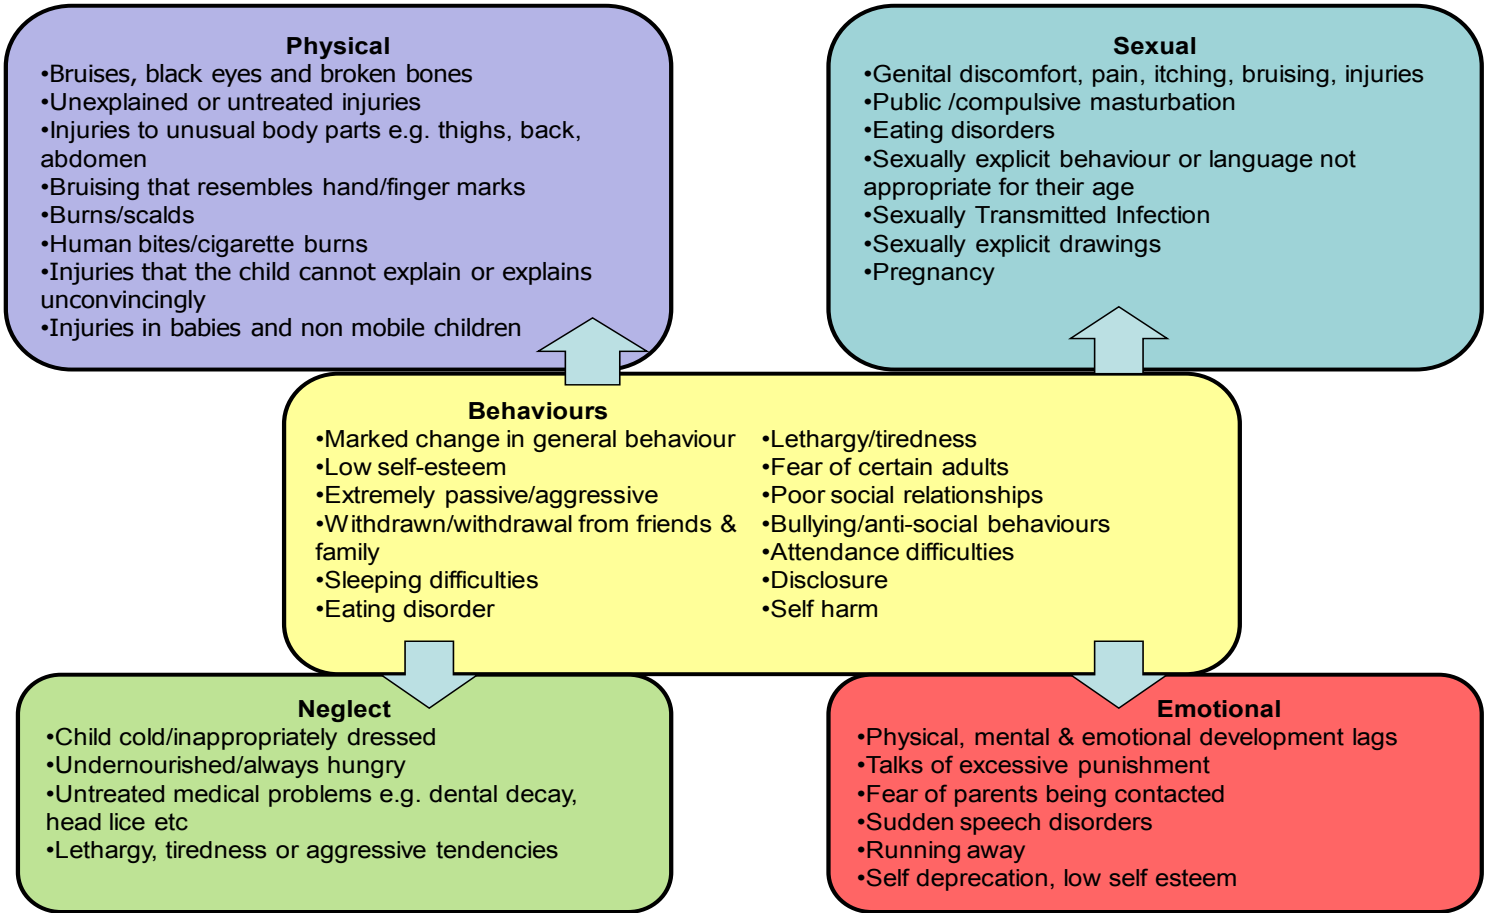 Physical
•Bruises, black eyes and broken bones
•Unexplained or untreated injuries
•Injuries to unusual body parts e.g. thighs, back,
abdomen
•Bruising that resembles hand/finger marks
•Burns/scalds
•Human bites/cigarette burns
•Injuries that the child cannot explain or explains
unconvincingly
•Injuries in babies and non mobile children
Sexual
•Genital discomfort, pain, itching, bruising, injuries
•Public /compulsive masturbation
•Eating disorders
•Sexually explicit behaviour or language not
appropriate for their age
•Sexually Transmitted Infection
•Sexually explicit drawings
•Pregnancy
Behaviours
•Marked change in general behaviour
•Low self-esteem
•Extremely passive/aggressive
•Withdrawn/withdrawal from friends &
family
•Sleeping difficulties
•Eating disorder
•Lethargy/tiredness
•Fear of certain adults
•Poor social relationships
•Bullying/anti-social behaviours
•Attendance difficulties
•Disclosure
•Self harm
Neglect
•Child cold/inappropriately dressed
•Undernourished/always hungry
•Untreated medical problems e.g. dental decay,
head lice etc
•Lethargy, tiredness or aggressive tendencies
Emotional
•Physical, mental & emotional development lags
•Talks of excessive punishment
•Fear of parents being contacted
•Sudden speech disorders
•Running away
•Self deprecation, low self esteem